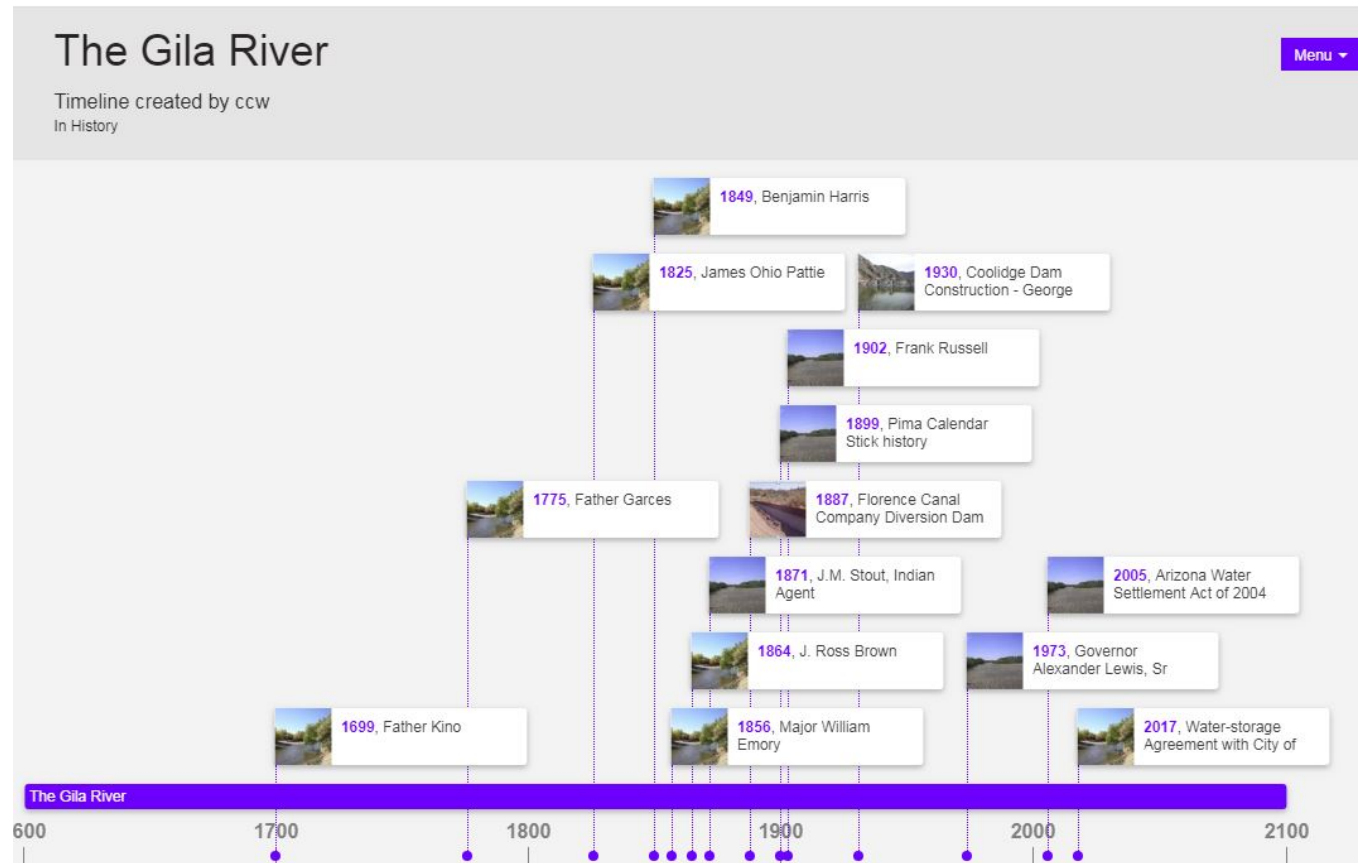 The Gila River
Menu
Timeline created by ccw
In History
1849, Benjamin Harris
1825, James Ohio Pattie
1930, Coolidge Dam
Construction - George
1902, Frank Russell
1899, Pima Calendar
Stick history
1775, Father Garces
1887, Florence Canal
Company Diversion Dam
1871, J.M. Stout, Indian
Agent
2005, Arizona Water
Settlement Act of 2004
1864, J. Ross Brown
1973, Governor
Alexander Lewis, Sr
1699, Father Kino
1856, Major William
Emory
2017, Water-storage
Agreement with City of
The Gila River
600 1700 1800 1900 2000 2100